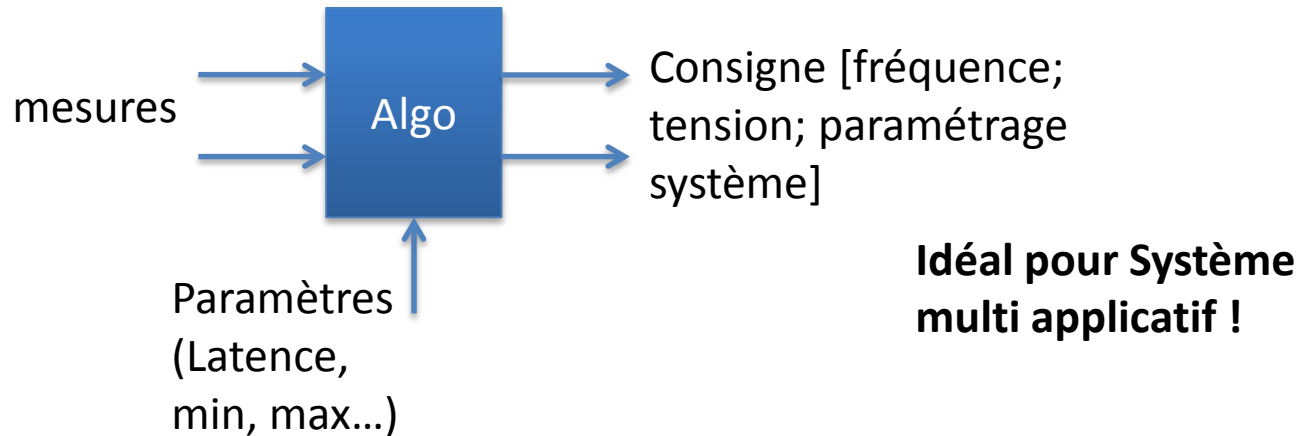 mesures
Algo
Consigne [fréquence;
tension; paramétrage
système]
Paramètres
(Latence,
min, max…)
Idéal pour Système
multi applicatif !